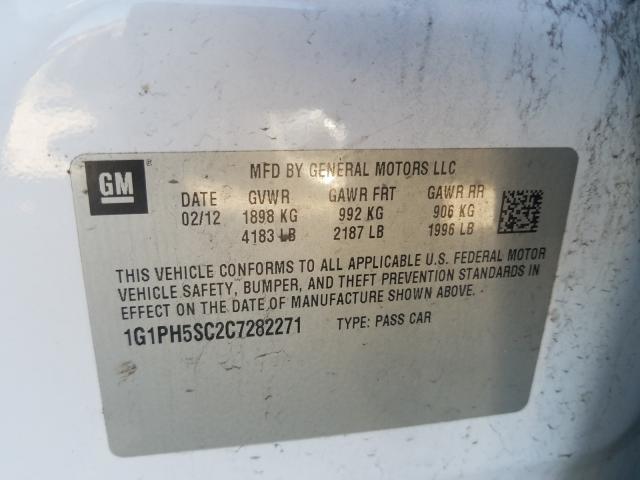 GM
®
MFD BY GENERAL MOTORS LLC
DATE GVWR GAWR FRT GAWR RR
02/12 1898 KG 992 KG 906 KG
4183 LB 2187 LB 1996 LB
THIS VEHICLE CONFORMS TO ALL APPLICABLE U.S. FEDERAL MOTOR
VEHICLE SAFETY, BUMPER, AND THEFT PREVENTION STANDARDS IN
EFFECT ON THE DATE OF MANUFACTURE SHOWN ABOVE.
1G1PH5SC2C7282271 TYPE: PASS CAR